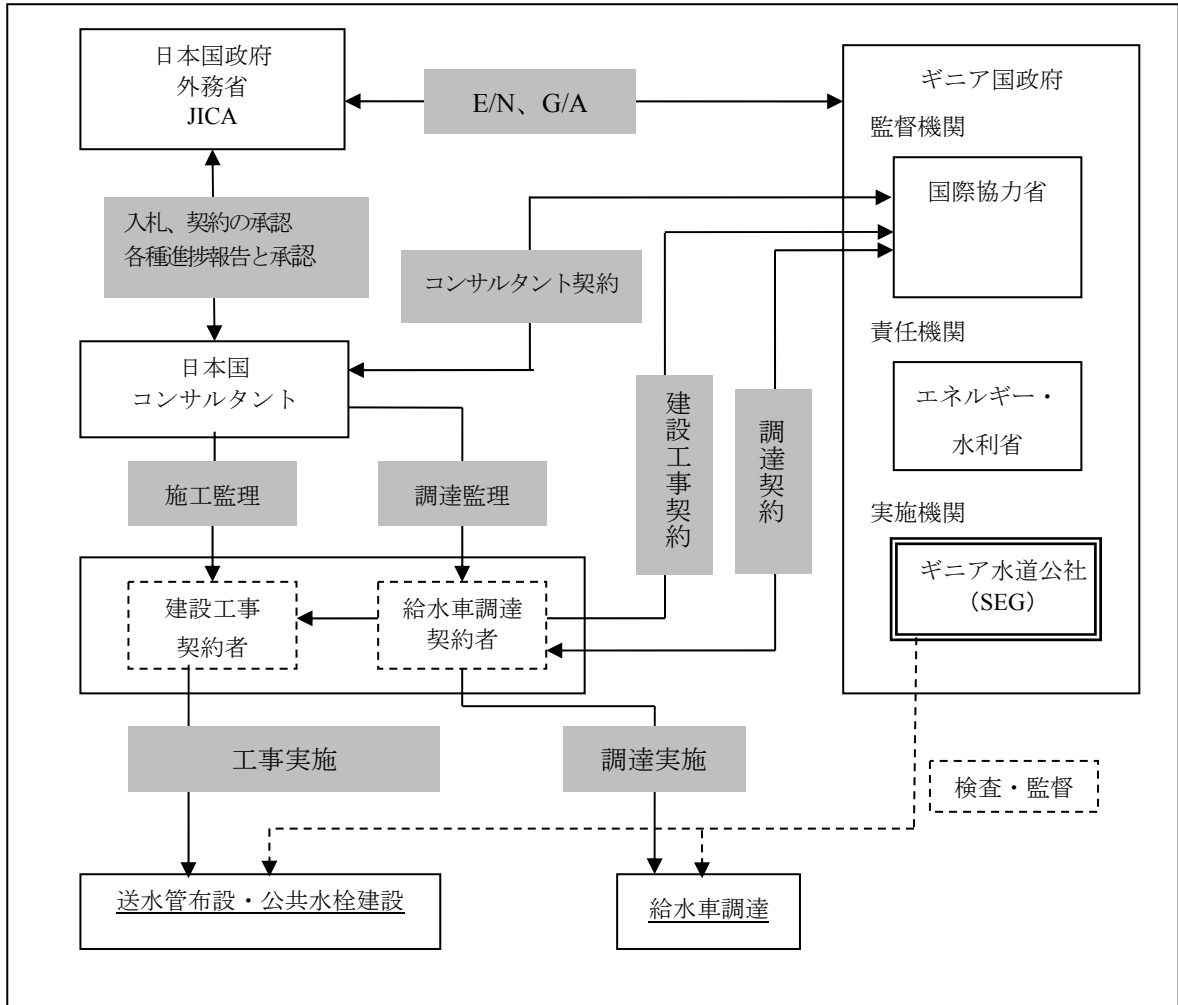 日本国政府
外務省
JICA
E/N、G/A
ギニア国政府
監督機関
国際協力省
入札、契約の承認
各種進捗報告と承認
コンサルタント契約
日本国
コンサルタント
責任機関
エネルギー・
水利省
建設工事契約
調達契約
施工監理
調達監理
実施機関
ギニア水道公社
（SEG）
建設工事
契約者
給水車調達
契約者
工事実施
調達実施
検査・監督
送水管布設・公共水栓建設
給水車調達